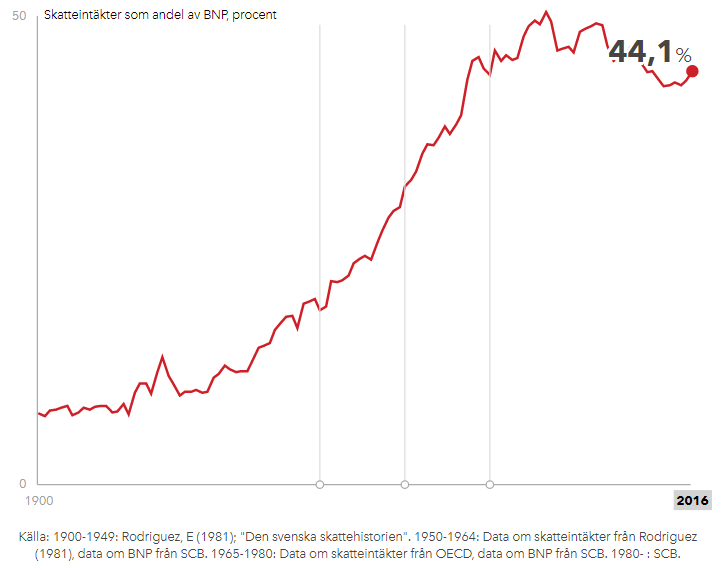 50
Skatteintäkter som andel av BNP, procent
44,1%
0
1900
2016
Källa: 1900-1949: Rodriguez, E (1981); "Den svenska skattehistorien". 1950-1964: Data om skatteintäkter från Rodriguez
(1981), data om BNP från SCB. 1965-1980: Data om skatteintäkter från OECD, data om BNP från SCB. 1980- : SCB.